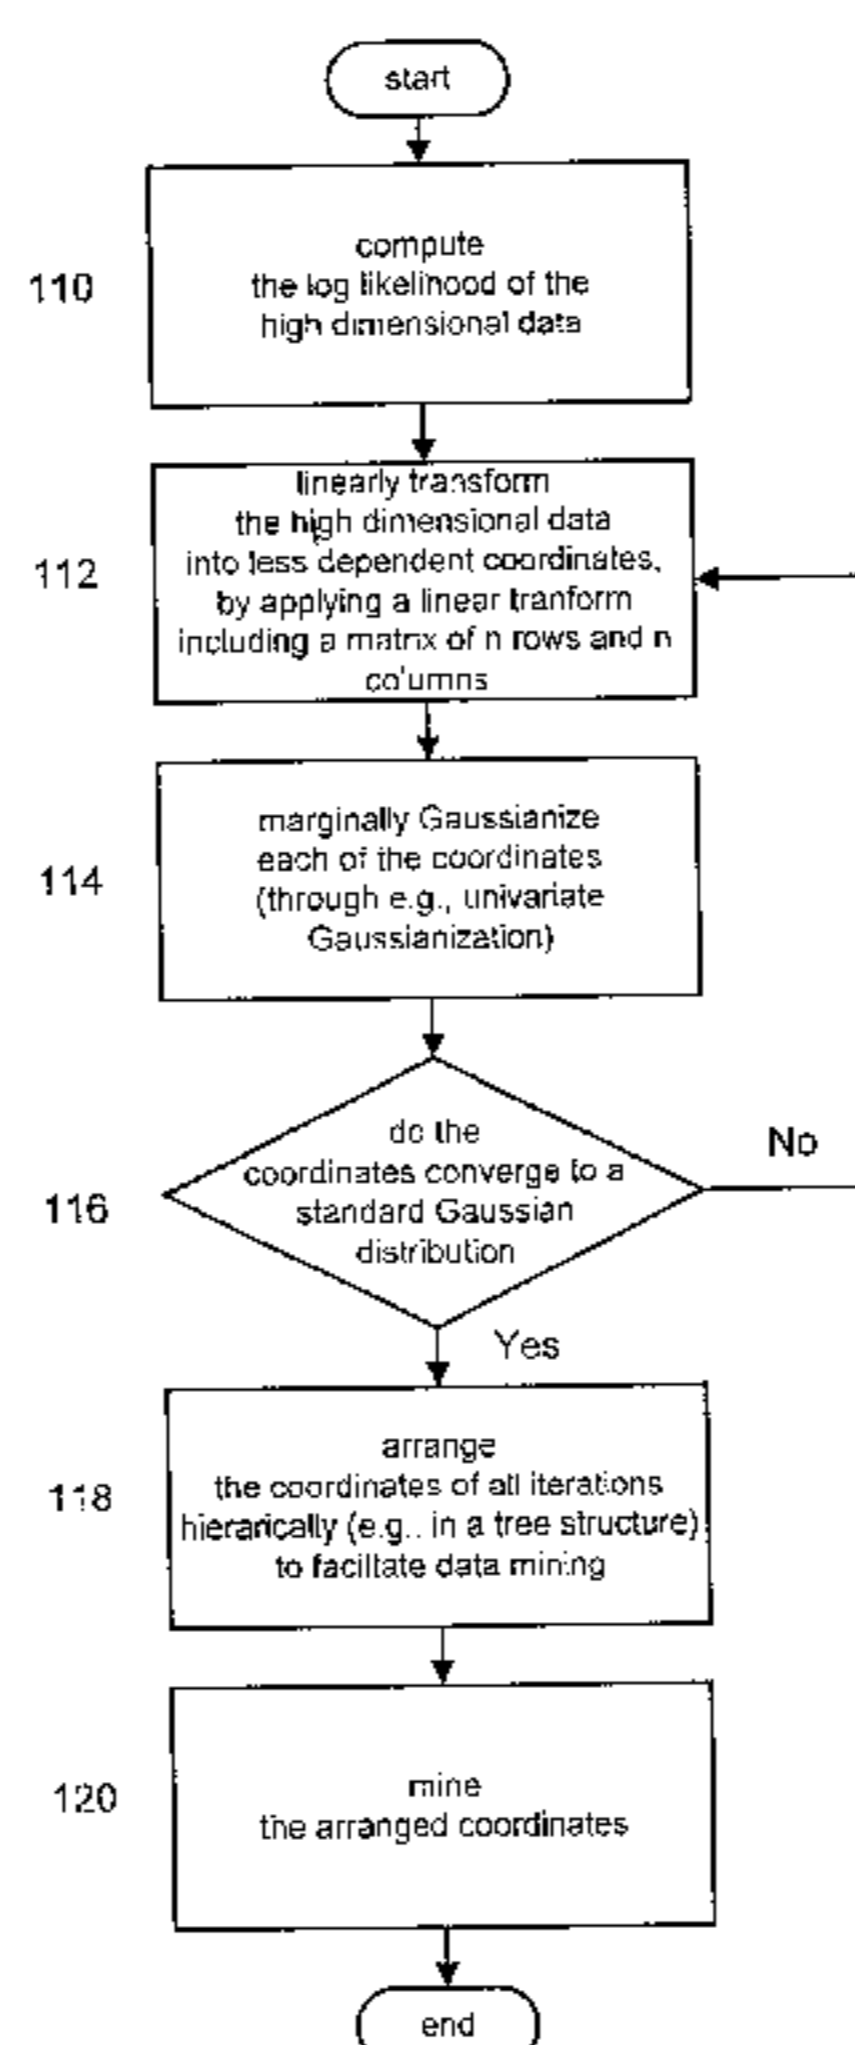 start
110
compute
the log likelihood of the
high dimensional data
112
linearly transform
the high dimensional data
into less dependent coordinates,
by applying a linear tranform
including a matrix of n rows and n
columns
114
marginally Gaussianize
each of the coordinates
(through e.g., univariate
Gaussianization)
116
do the
coordinates converge to a
standard Gaussian
distribution
No
Yes
118
arrange
the coordinates of all iterations
hierarically (e.g., in a tree structure)
to faciltate data mining
120
mine
the arranged coordinates
end